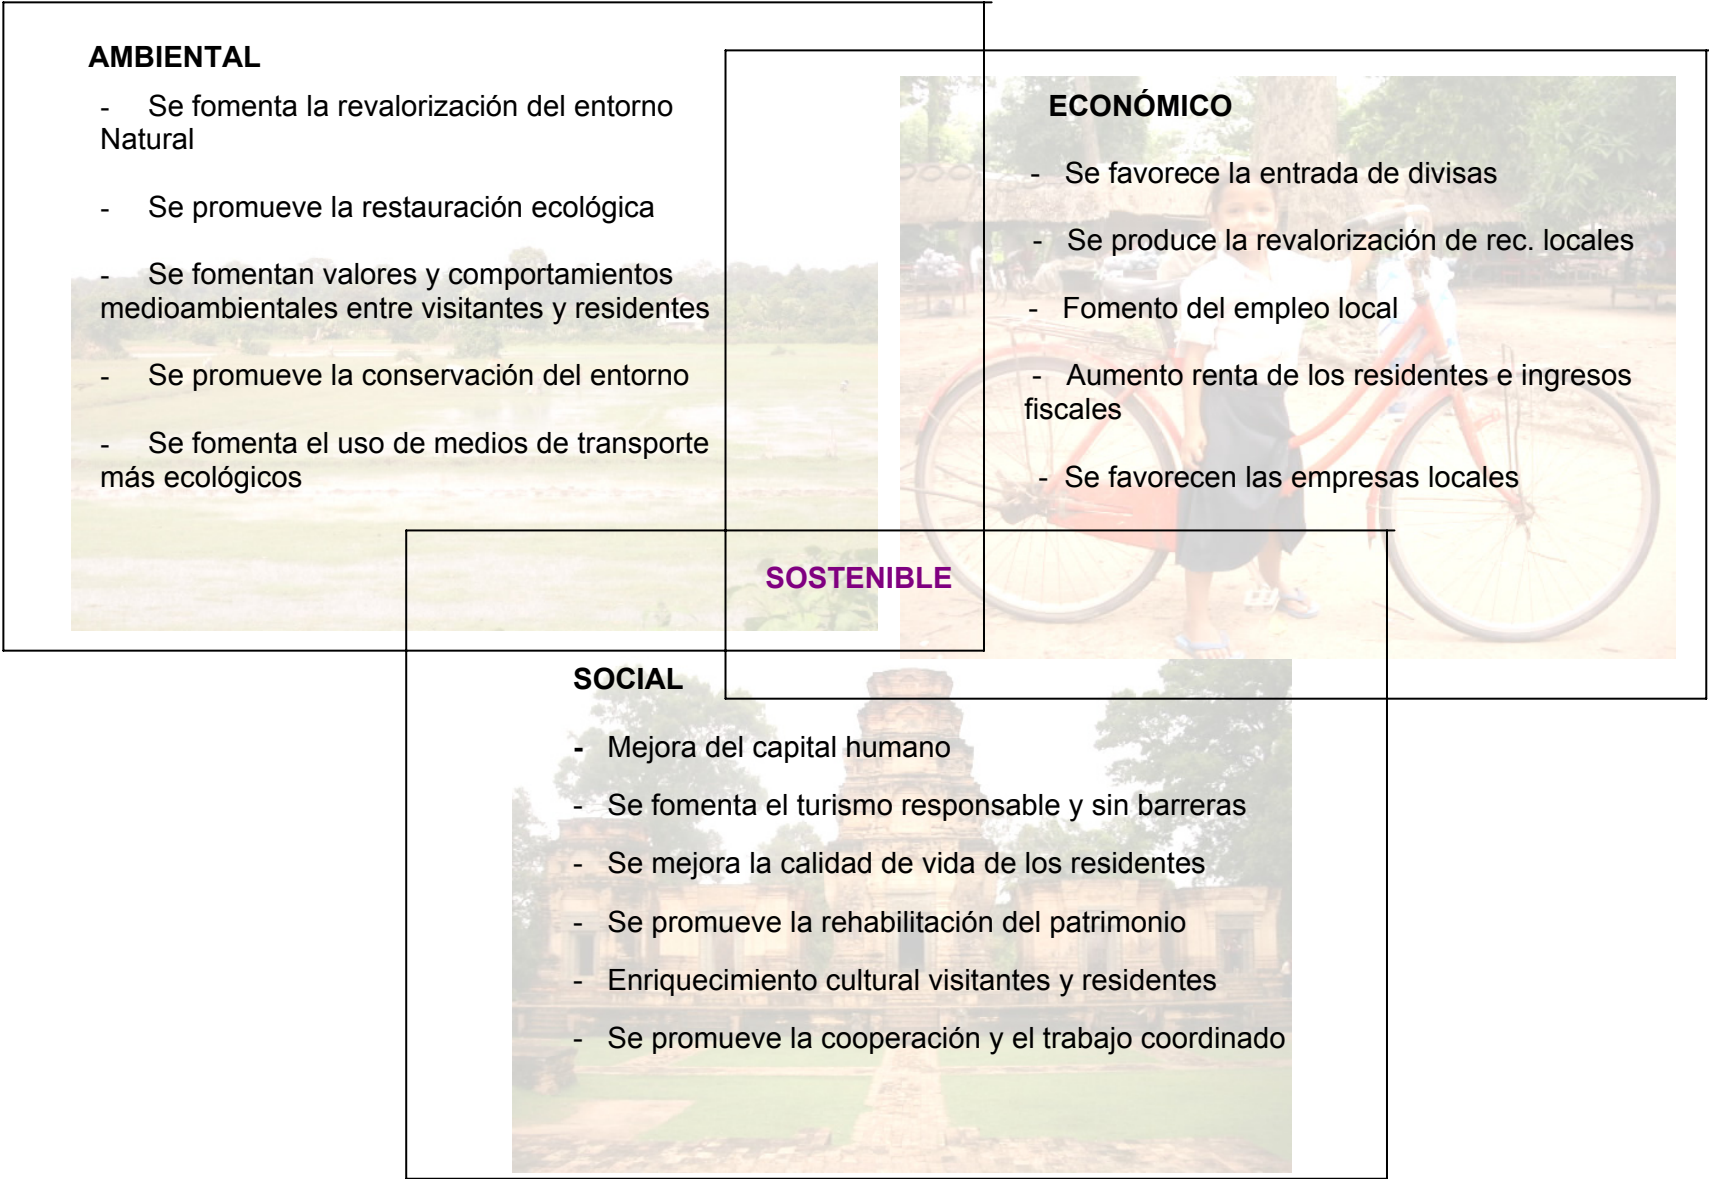 AMBIENTAL
- Se fomenta la revalorización del entorno
Natural
- Se promueve la restauración ecológica
- Se fomentan valores y comportamientos
medioambientales entre visitantes y residentes
- Se promueve la conservación del entorno
- Se fomenta el uso de medios de transporte
más ecológicos
ECONÓMICO
- Se favorece la entrada de divisas
- Se produce la revalorización de rec. locales
- Fomento del empleo local
- Aumento renta de los residentes e ingresos
fiscales
- Se favorecen las empresas locales
SOSTENIBLE
SOCIAL
- Mejora del capital humano
- Se fomenta el turismo responsable y sin barreras
- Se mejora la calidad de vida de los residentes
- Se promueve la rehabilitación del patrimonio
- Enriquecimiento cultural visitantes y residentes
- Se promueve la cooperación y el trabajo coordinado